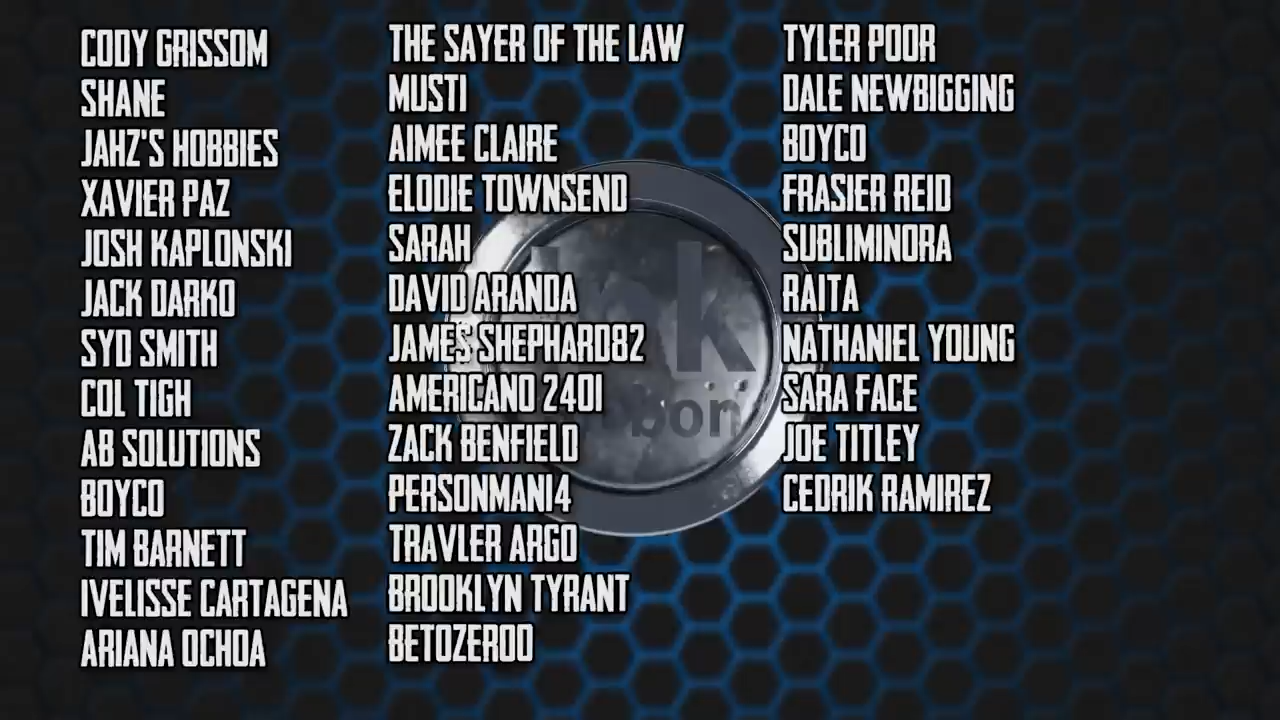 CODY GRISSOM
SHANE
JAHZ'S HOBBIES
XAVIER PAZ
JOSH KAPLONSKI
JACK DARKO
SYD SMITH
COL TIGH
AB SOLUTIONS
BOYCO
TIM BARNETT
IVELISSE CARTAGENA
ARIANA OCHOA
THE SAYER OF THE LAW
MUSTI
AIMEE CLAIRE
ELODIE TOWNSEND
SARAH
DAVID ARANDA
JAMES SHEPHARD82
AMERICANO 2401
ZACK BENFIELD
PERSONMAN14
TRAVLER ARGO
BROOKLYN TYRANT
BETOZEROO
TYLER POOR
DALE NEWBIGGING
BOYCO
FRASIER REID
SUBLIMINORA
RAITA
NATHANIEL YOUNG
SARA FACE
JOE TITLEY
CEDRIK RAMIREZ